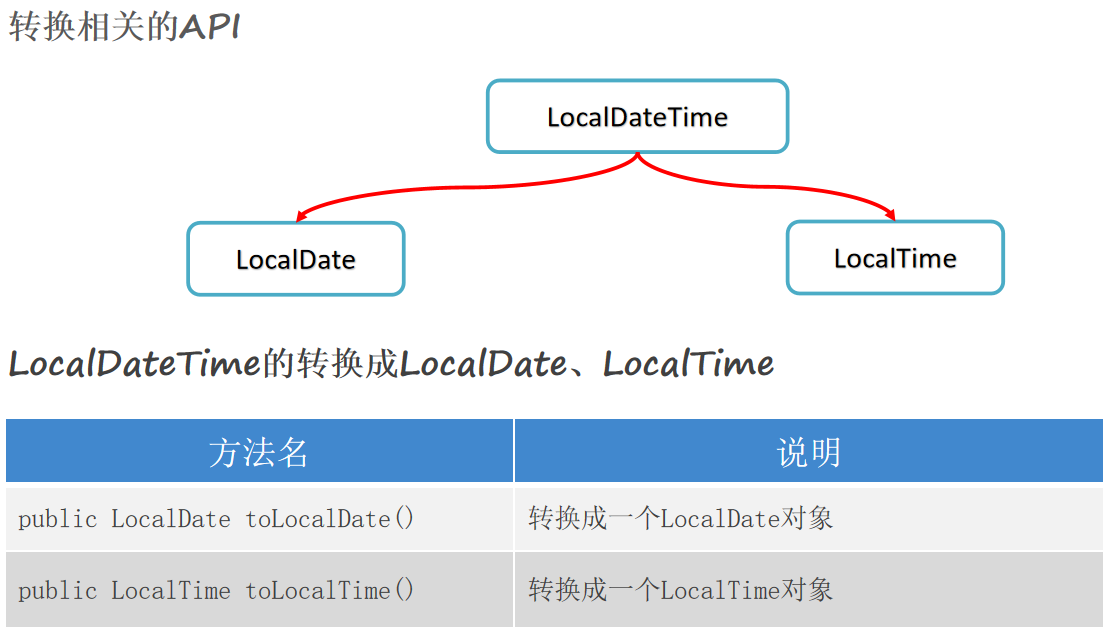 转换相关的API
LocalDateTime
LocalDate
LocalTime
LocalDateTime的转换成LocalDate、LocalTime
方法名
说明
public LocalDate toLocalDate()
转换成一个LocalDate对象
public LocalTime toLocalTime()
转换成一个LocalTime对象